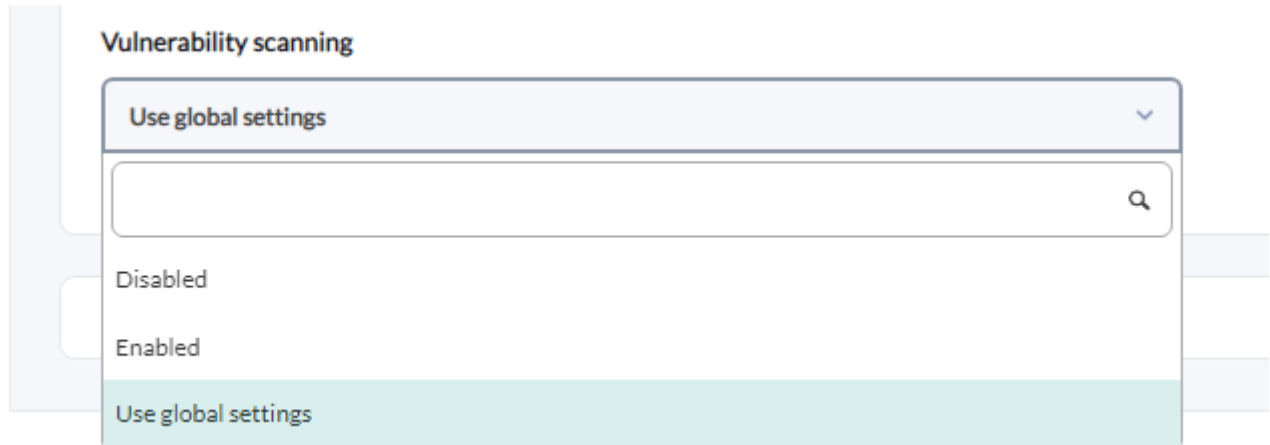 Vulnerability scanning
Use global settings
Disabled
Enabled
Use global settings